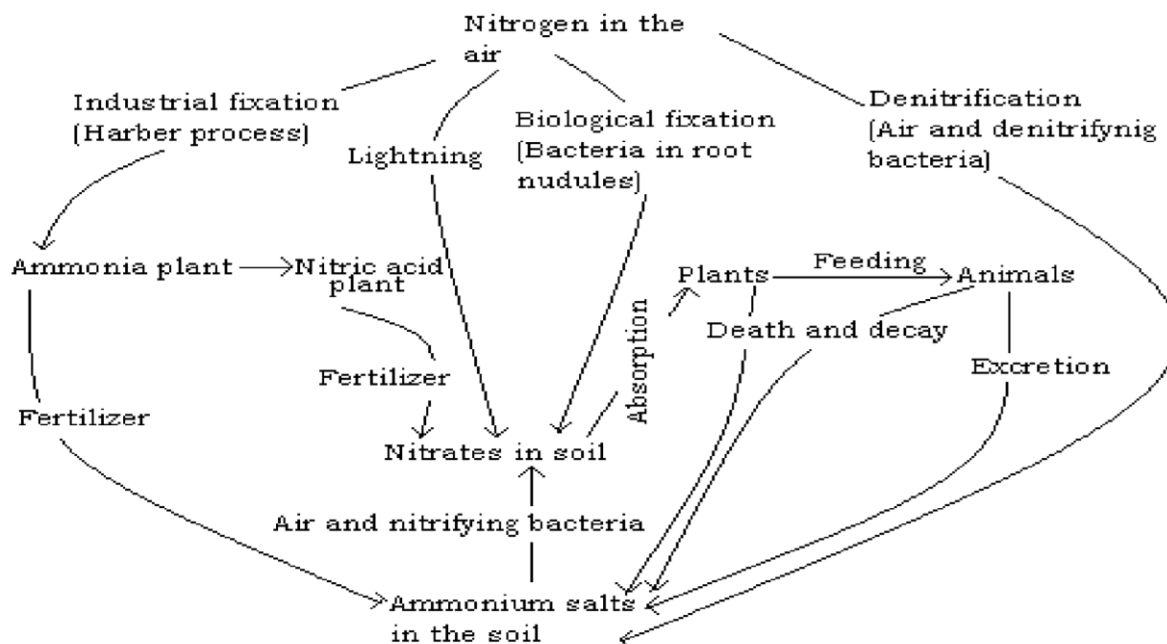 Nitrogen in the
air
Industrial fixation
(Harber process)
Lightning
Biological fixation
(Bacteria in root
nudules)
Denitrification
(Air and denitrifynig
bacteria)
Ammonia plant
Nitric acid
plant
Plants
Feeding
Animals
Absorption
Death and decay
Excretion
Fertilizer
Fertilizer
Nitrates in soil
Air and nitrifying bacteria
Ammonium salts
in the soil